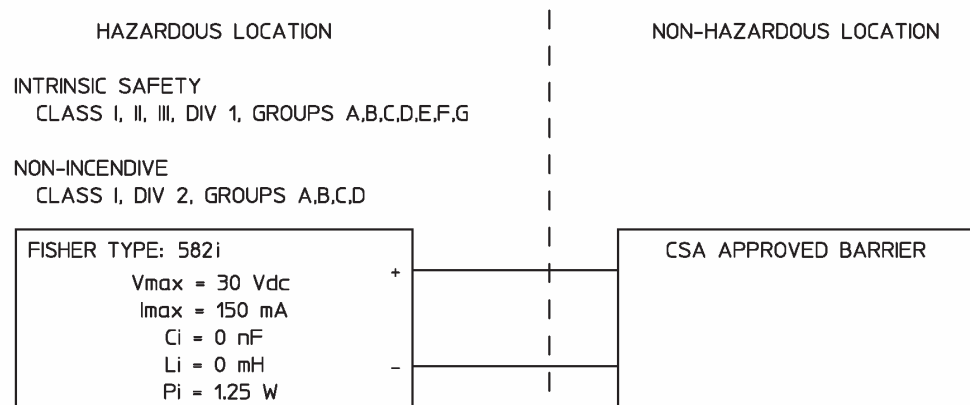 HAZARDOUS LOCATION
NON-HAZARDOUS LOCATION
INTRINSIC SAFETY
CLASS I, II, III, DIV 1, GROUPS A,B,C,D,E,F,G
NON-INCENDIVE
CLASS I, DIV 2, GROUPS A,B,C,D
FISHER TYPE: 582i
Vmax = 30 Vdc
Imax = 150 mA
Ci = 0 nF
Li = 0 mH
Pi = 1.25 W
+
-
CSA APPROVED BARRIER